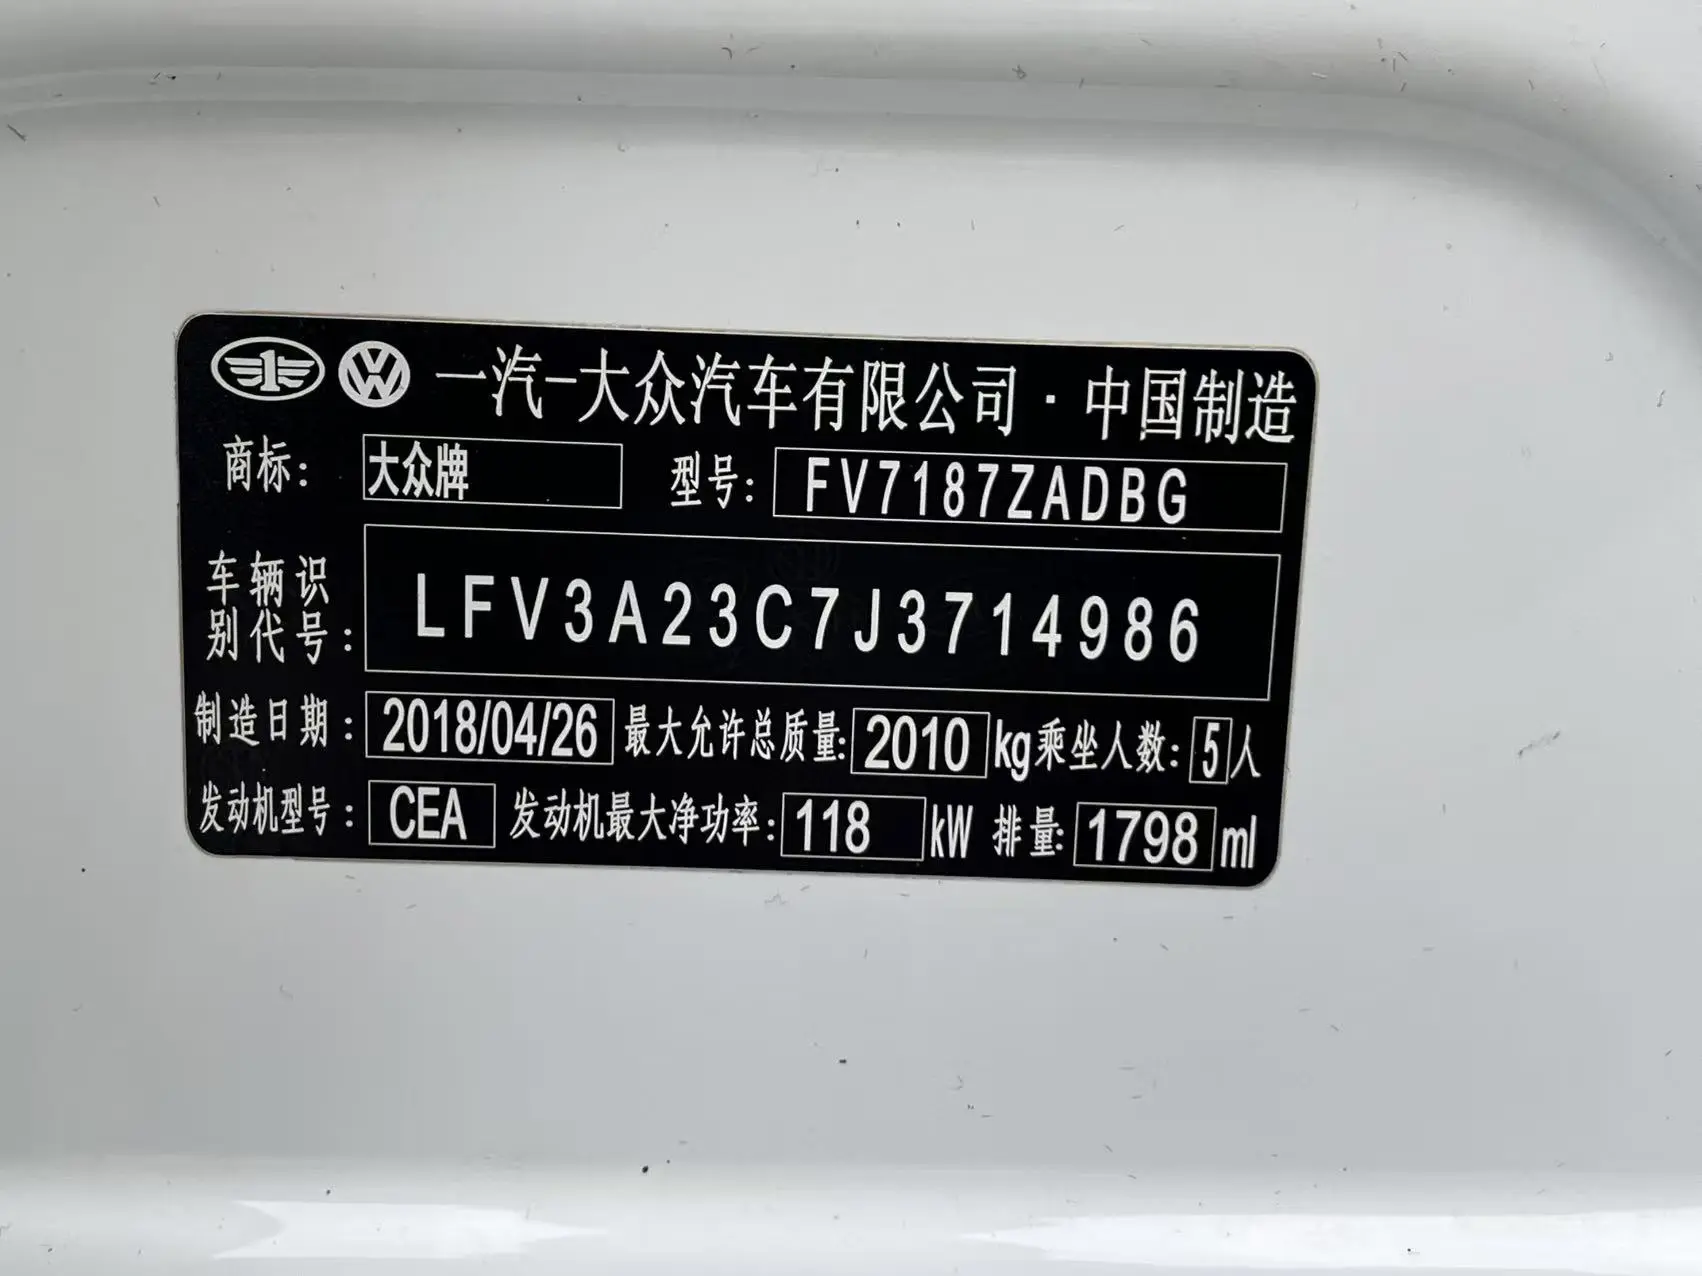 一汽-大众汽车有限公司·中国制造
商标: 大众牌 型号: FV7187ZADBG
车辆识别代号: LFV3A23C7J3714986
制造日期: 2018/04/26 最大允许总质量: 2010 kg 乘坐人数: 5 人
发动机型号: CEA 发动机最大净功率: 118 kW 排量: 1798 ml